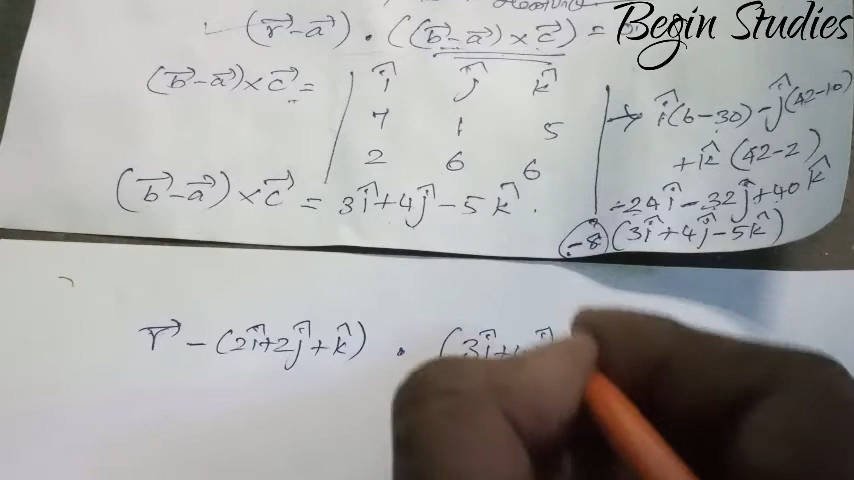 Begin Studies
(r⃗-a⃗) . ((b⃗-a⃗) × c⃗) =
(b⃗-a⃗) × c⃗ = | î ĵ k̂
7 1 5
2 6 6 | → î(6-30) - ĵ(42-10)
+ k̂ (42-2)
= -24î - 32ĵ + 40k̂
-8 (3î + 4ĵ - 5k̂)
(b⃗-a⃗) × c⃗ = 3î + 4ĵ - 5k̂.
r⃗ - (2î + 2ĵ + k̂) . (3î +